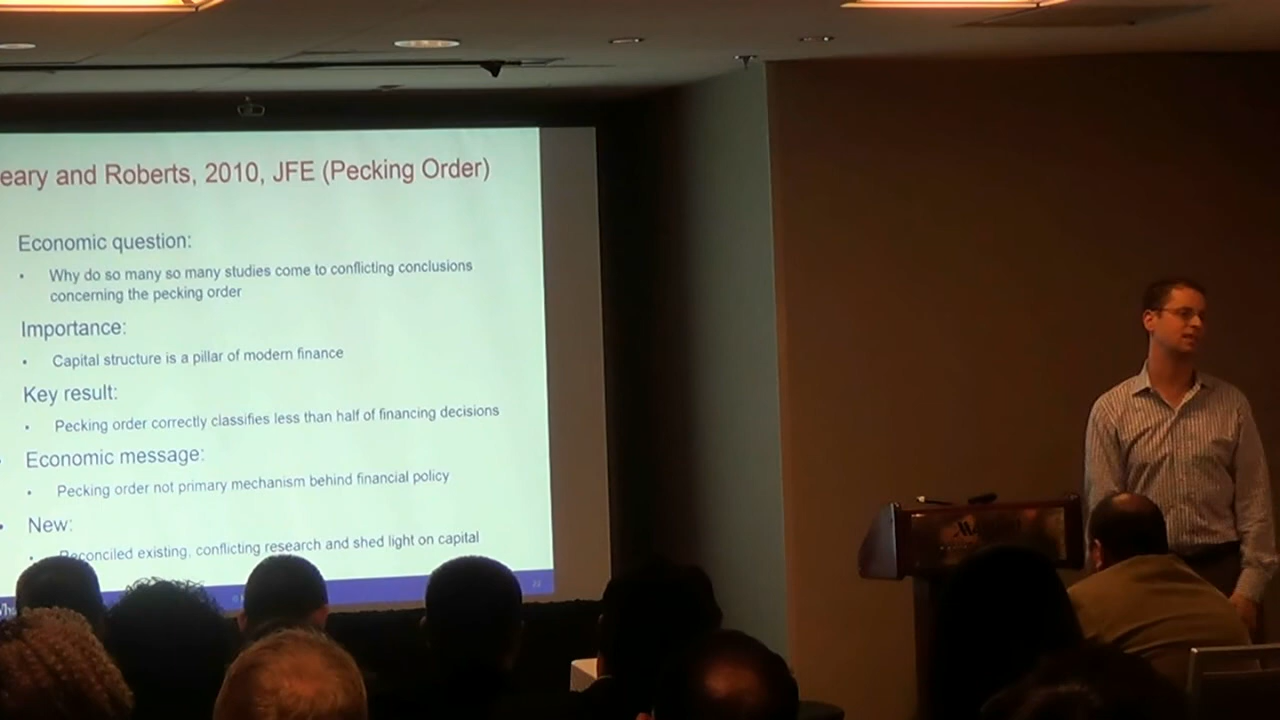 eary and Roberts, 2010, JFE (Pecking Order)
Economic question:
• Why do so many so many studies come to conflicting conclusions
concerning the pecking order
Importance:
• Capital structure is a pillar of modern finance
Key result:
• Pecking order correctly classifies less than half of financing decisions
• Economic message:
• Pecking order not primary mechanism behind financial policy
• New:
• Reconciled existing, conflicting research and shed light on capital
22